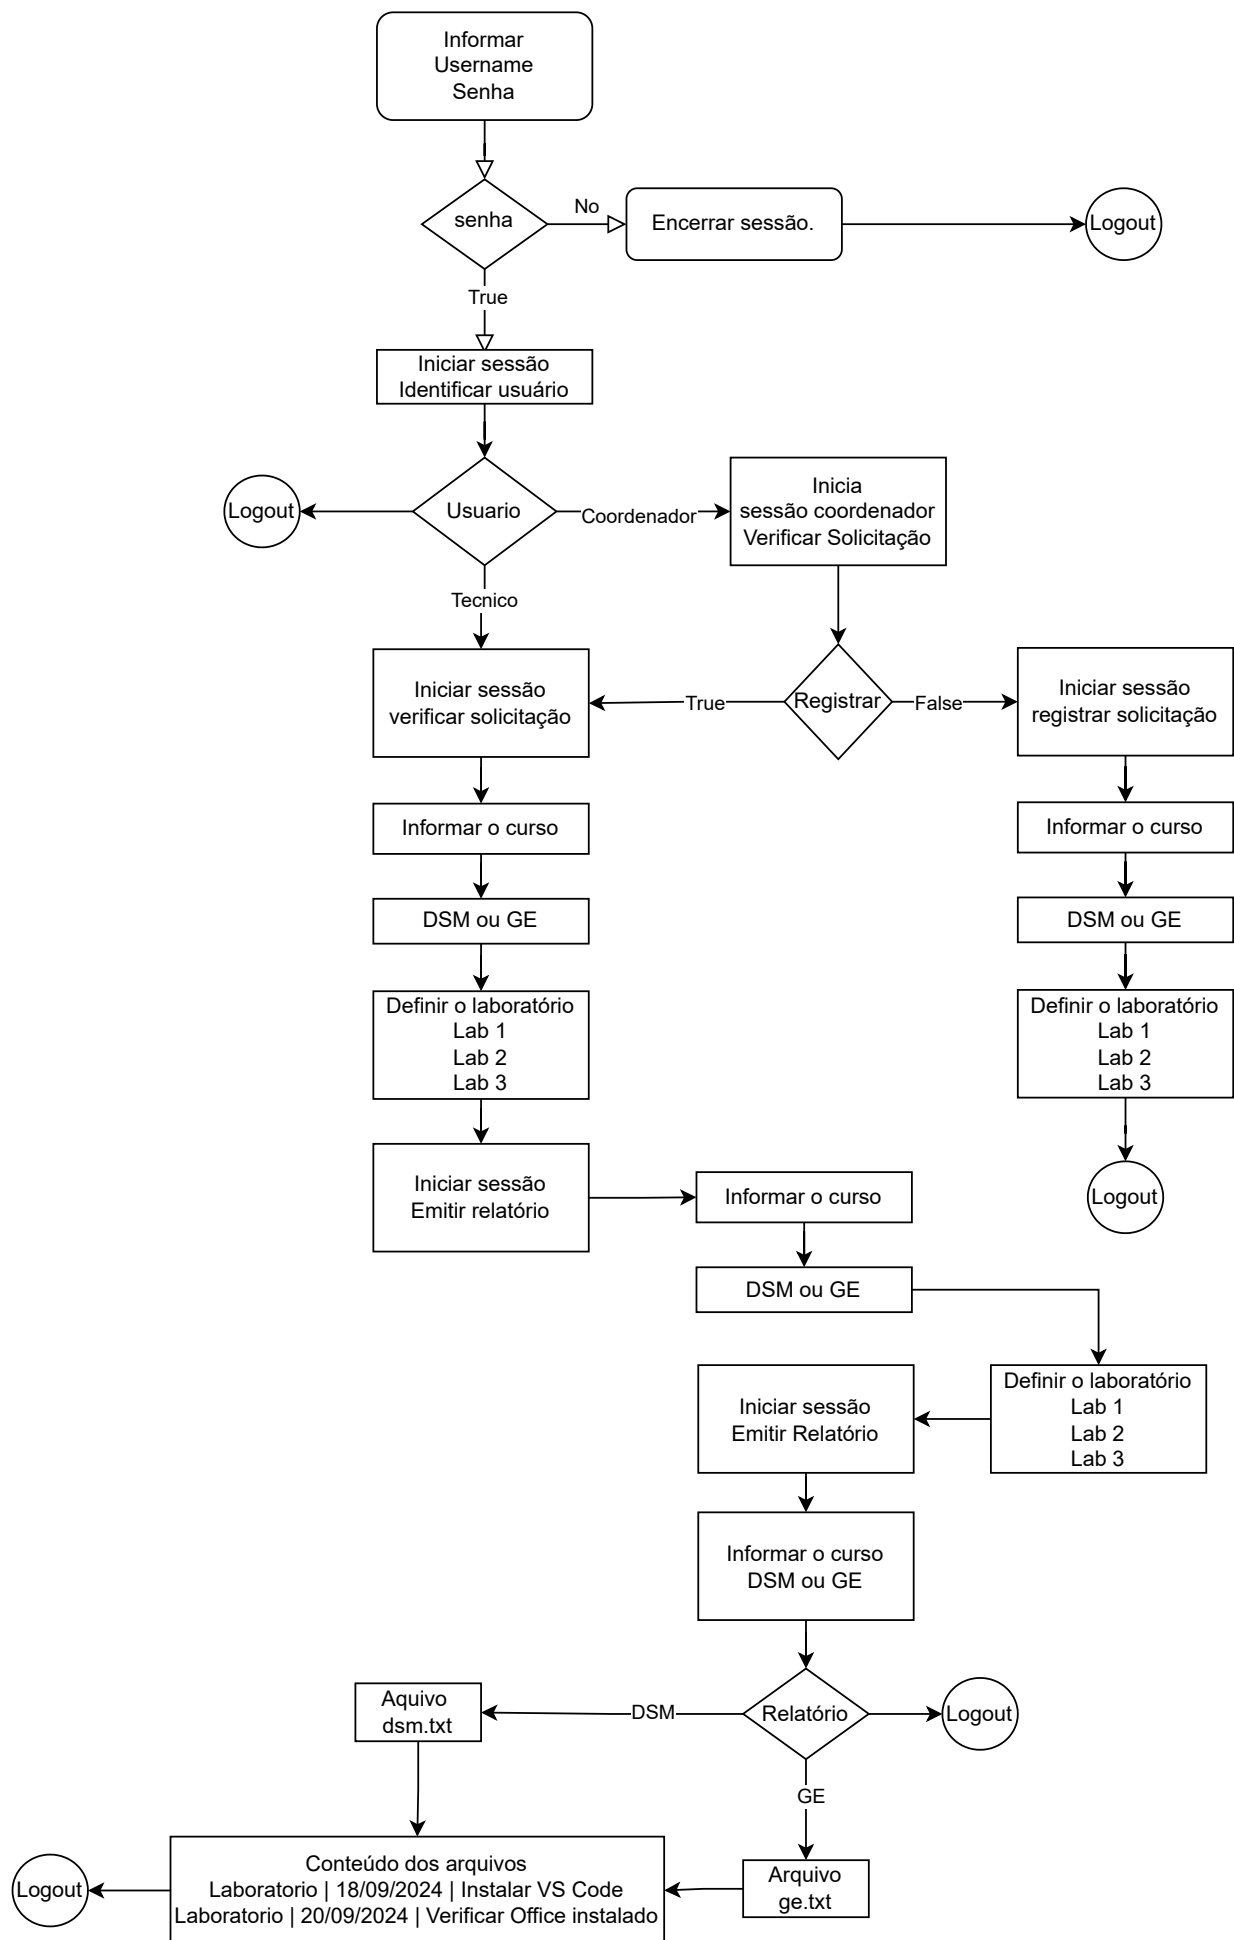 Informar
Username
Senha
senha
No
Encerrar sessão.
Logout
True
Iniciar sessão
Identificar usuário
Logout
Usuario
Coordenador
Inicia
sessão coordenador
Verificar Solicitação
Tecnico
Iniciar sessão
verificar solicitação
True
Registrar
False
Iniciar sessão
registrar solicitação
Informar o curso
Informar o curso
DSM ou GE
DSM ou GE
Definir o laboratório
Lab 1
Lab 2
Lab 3
Definir o laboratório
Lab 1
Lab 2
Lab 3
Iniciar sessão
Emitir relatório
Informar o curso
Logout
DSM ou GE
Iniciar sessão
Emitir Relatório
Definir o laboratório
Lab 1
Lab 2
Lab 3
Informar o curso
DSM ou GE
Aquivo
dsm.txt
DSM
Relatório
Logout
GE
Logout
Conteúdo dos arquivos
Laboratorio | 18/09/2024 | Instalar VS Code
Laboratorio | 20/09/2024 | Verificar Office instalado
Arquivo
ge.txt